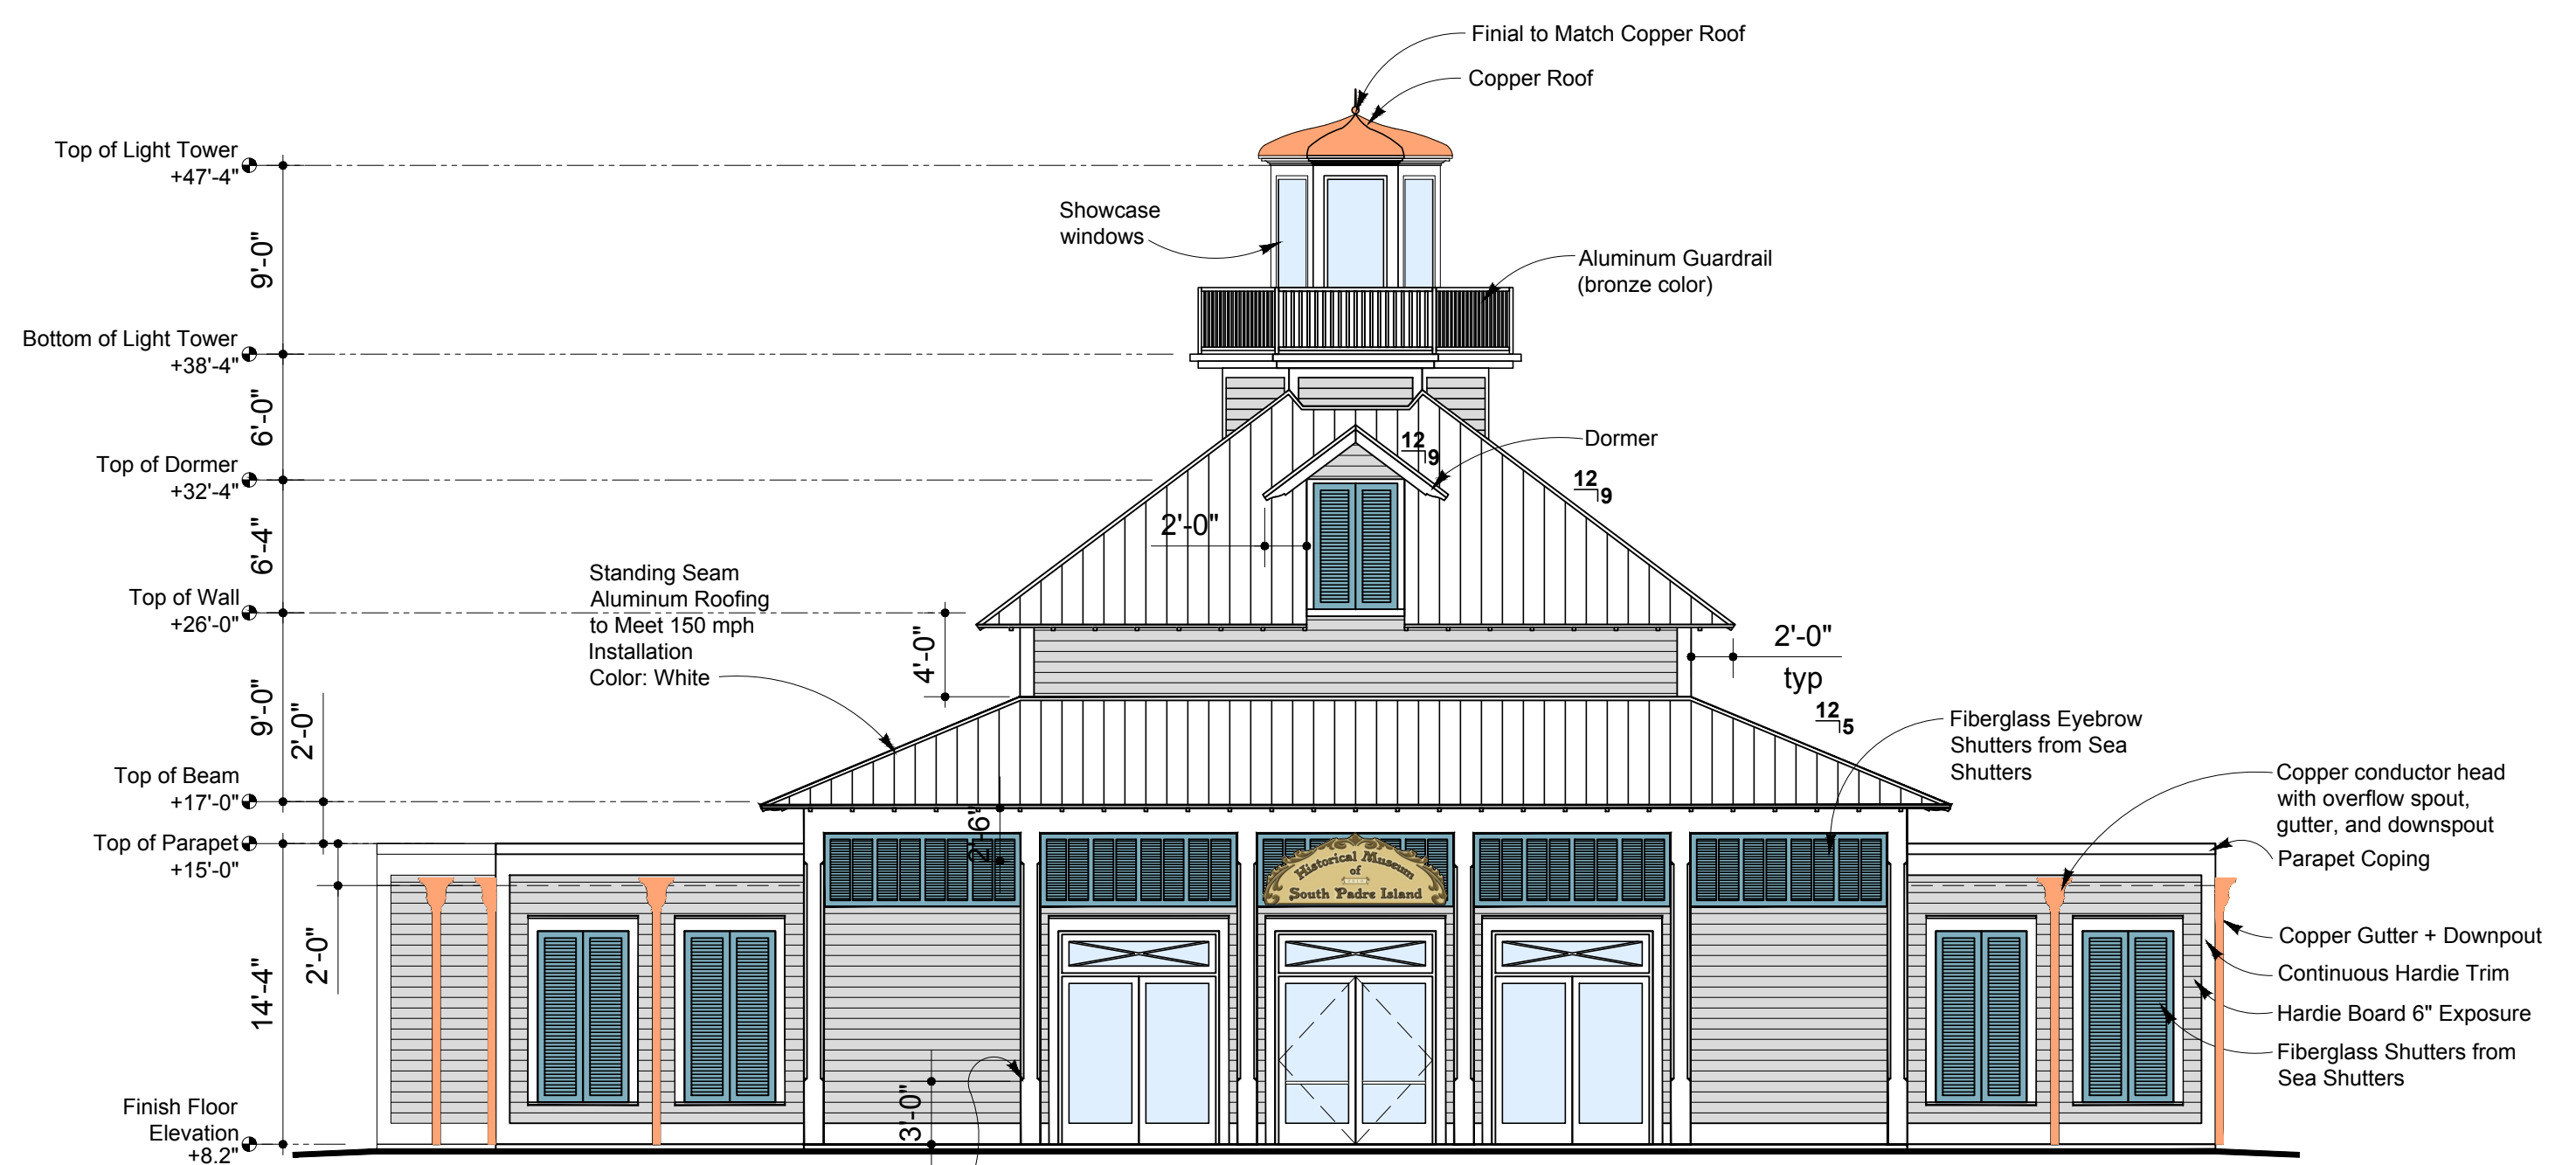 Finial to Match Copper Roof
Copper Roof
Top of Light Tower
+47'-4"
Showcase
windows
9'-0"
Aluminum Guardrail
(bronze color)
Bottom of Light Tower
+38'-4"
6'-0"
12
9
Dormer
Top of Dormer
+32'-4"
12
9
2'-0"
6'-4"
Standing Seam
Aluminum Roofing
to Meet 150 mph
Installation
Color: White
Top of Wall
+26'-0"
4'-0"
2'-0"
typ
9'-0"
2'-0"
12
5
Fiberglass Eyebrow
Shutters from Sea
Shutters
Top of Beam
+17'-0"
Copper conductor head
with overflow spout,
gutter, and downspout
2'-6"
Top of Parapet
+15'-0"
Parapet Coping
Historical Museum
of
South Padre Island
2'-0"
14'-4"
Copper Gutter + Downpout
Continuous Hardie Trim
Hardie Board 6" Exposure
Fiberglass Shutters from
Sea Shutters
3'-0"
Finish Floor
Elevation
+8.2"